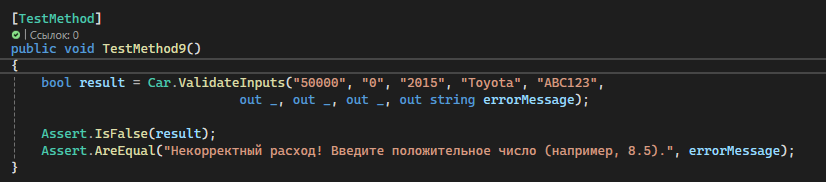 [TestMethod]
| Ссылок: 0
public void TestMethod9()
{
bool result = Car.ValidateInputs("50000", "0", "2015", "Toyota", "ABC123",
out _, out _, out _, out string errorMessage);
Assert.IsFalse(result);
Assert.AreEqual("Некорректный расход! Введите положительное число (например, 8.5).", errorMessage);
}